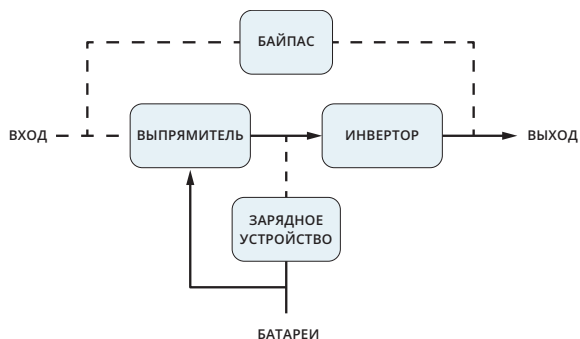 БАЙПАС
ВХОД
ВЫПРЯМИТЕЛЬ
ИНВЕРТОР
ВЫХОД
ЗАРЯДНОЕ
УСТРОЙСТВО
БАТАРЕИ